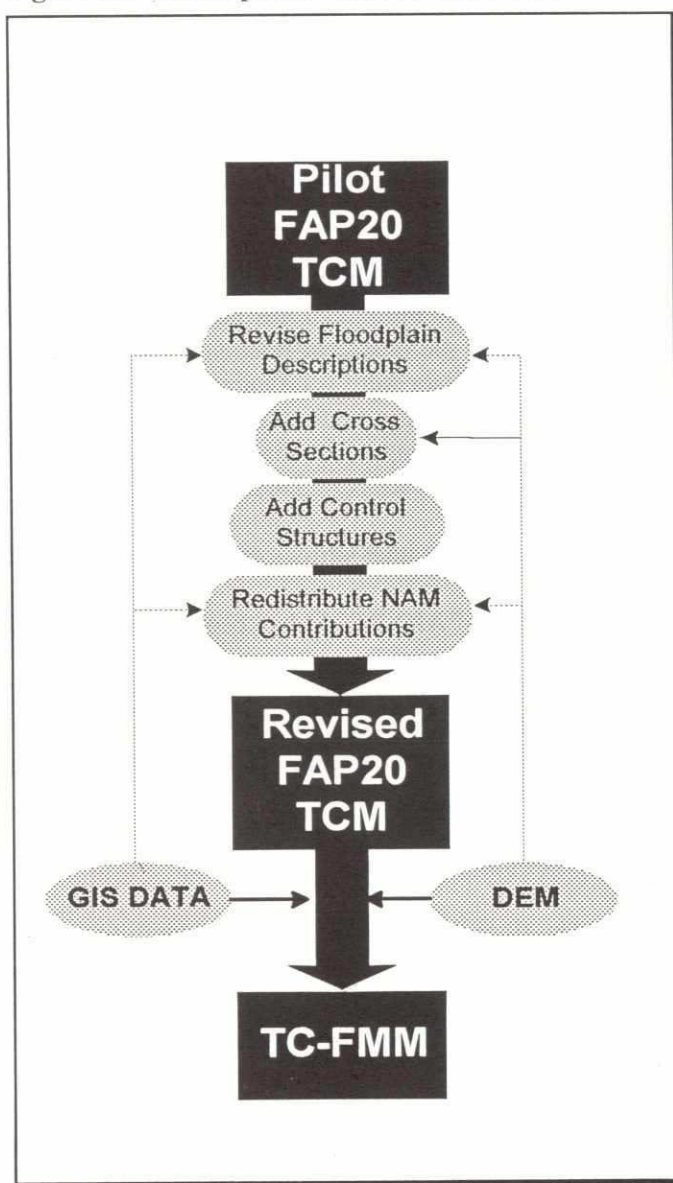 Pilot
FAP20
TCM
Revise Floodplain
Descriptions
Add Cross
Sections
Add Control
Structures
Redistribute NAM
Contributions
Revised
FAP20
TCM
GIS DATA
DEM
TC-FMM